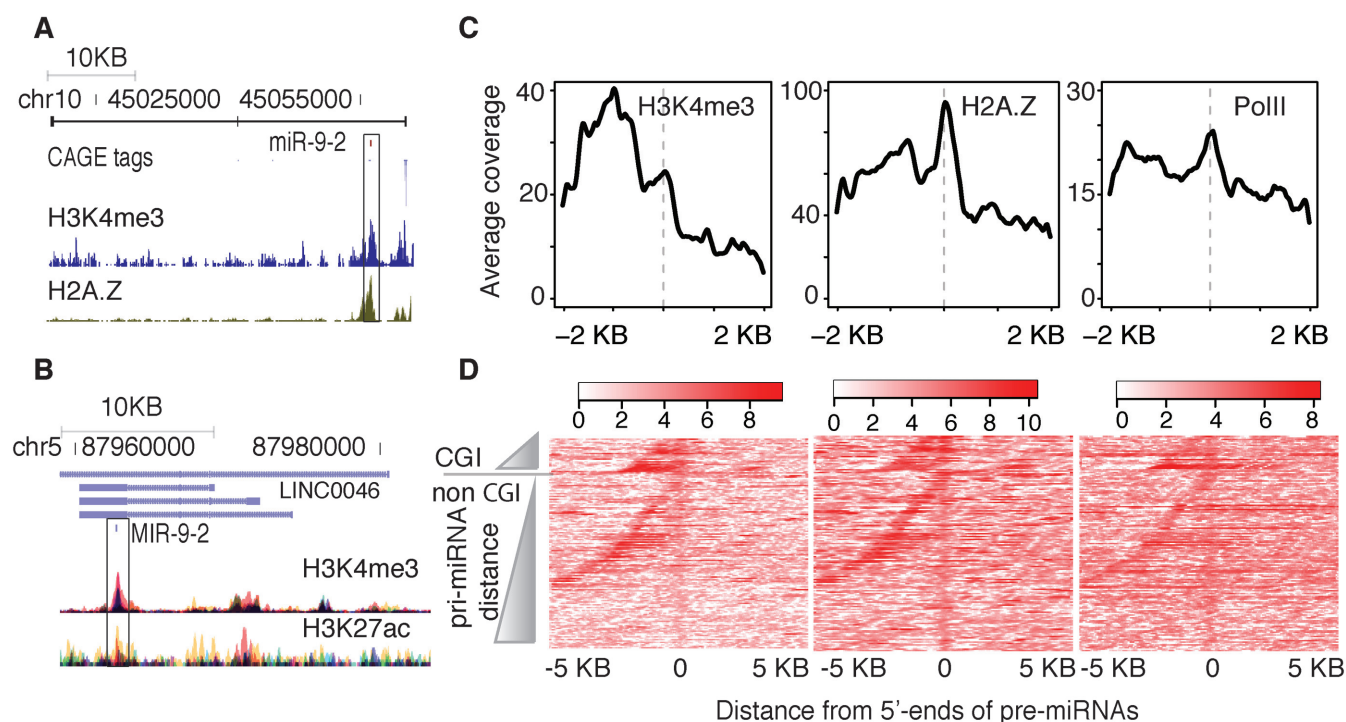 A
10KB
chr10 45025000 45055000
miR-9-2
CAGE tags
H3K4me3
H2A.Z
B
10KB
chr5 87960000 87980000
LINC0046
MIR-9-2
H3K4me3
H3K27ac
C
Average coverage
40
20
0
H3K4me3
−2 KB 2 KB
100
40
0
H2A.Z
−2 KB 2 KB
30
15
0
PolII
−2 KB 2 KB
D
0 2 4 6 8
0 2 4 6 8 10
0 2 4 6 8
CGI
non CGI
pri-miRNA
distance
-5 KB 0 5 KB
-5 KB 0 5 KB
-5 KB 0 5 KB
Distance from 5’-ends of pre-miRNAs